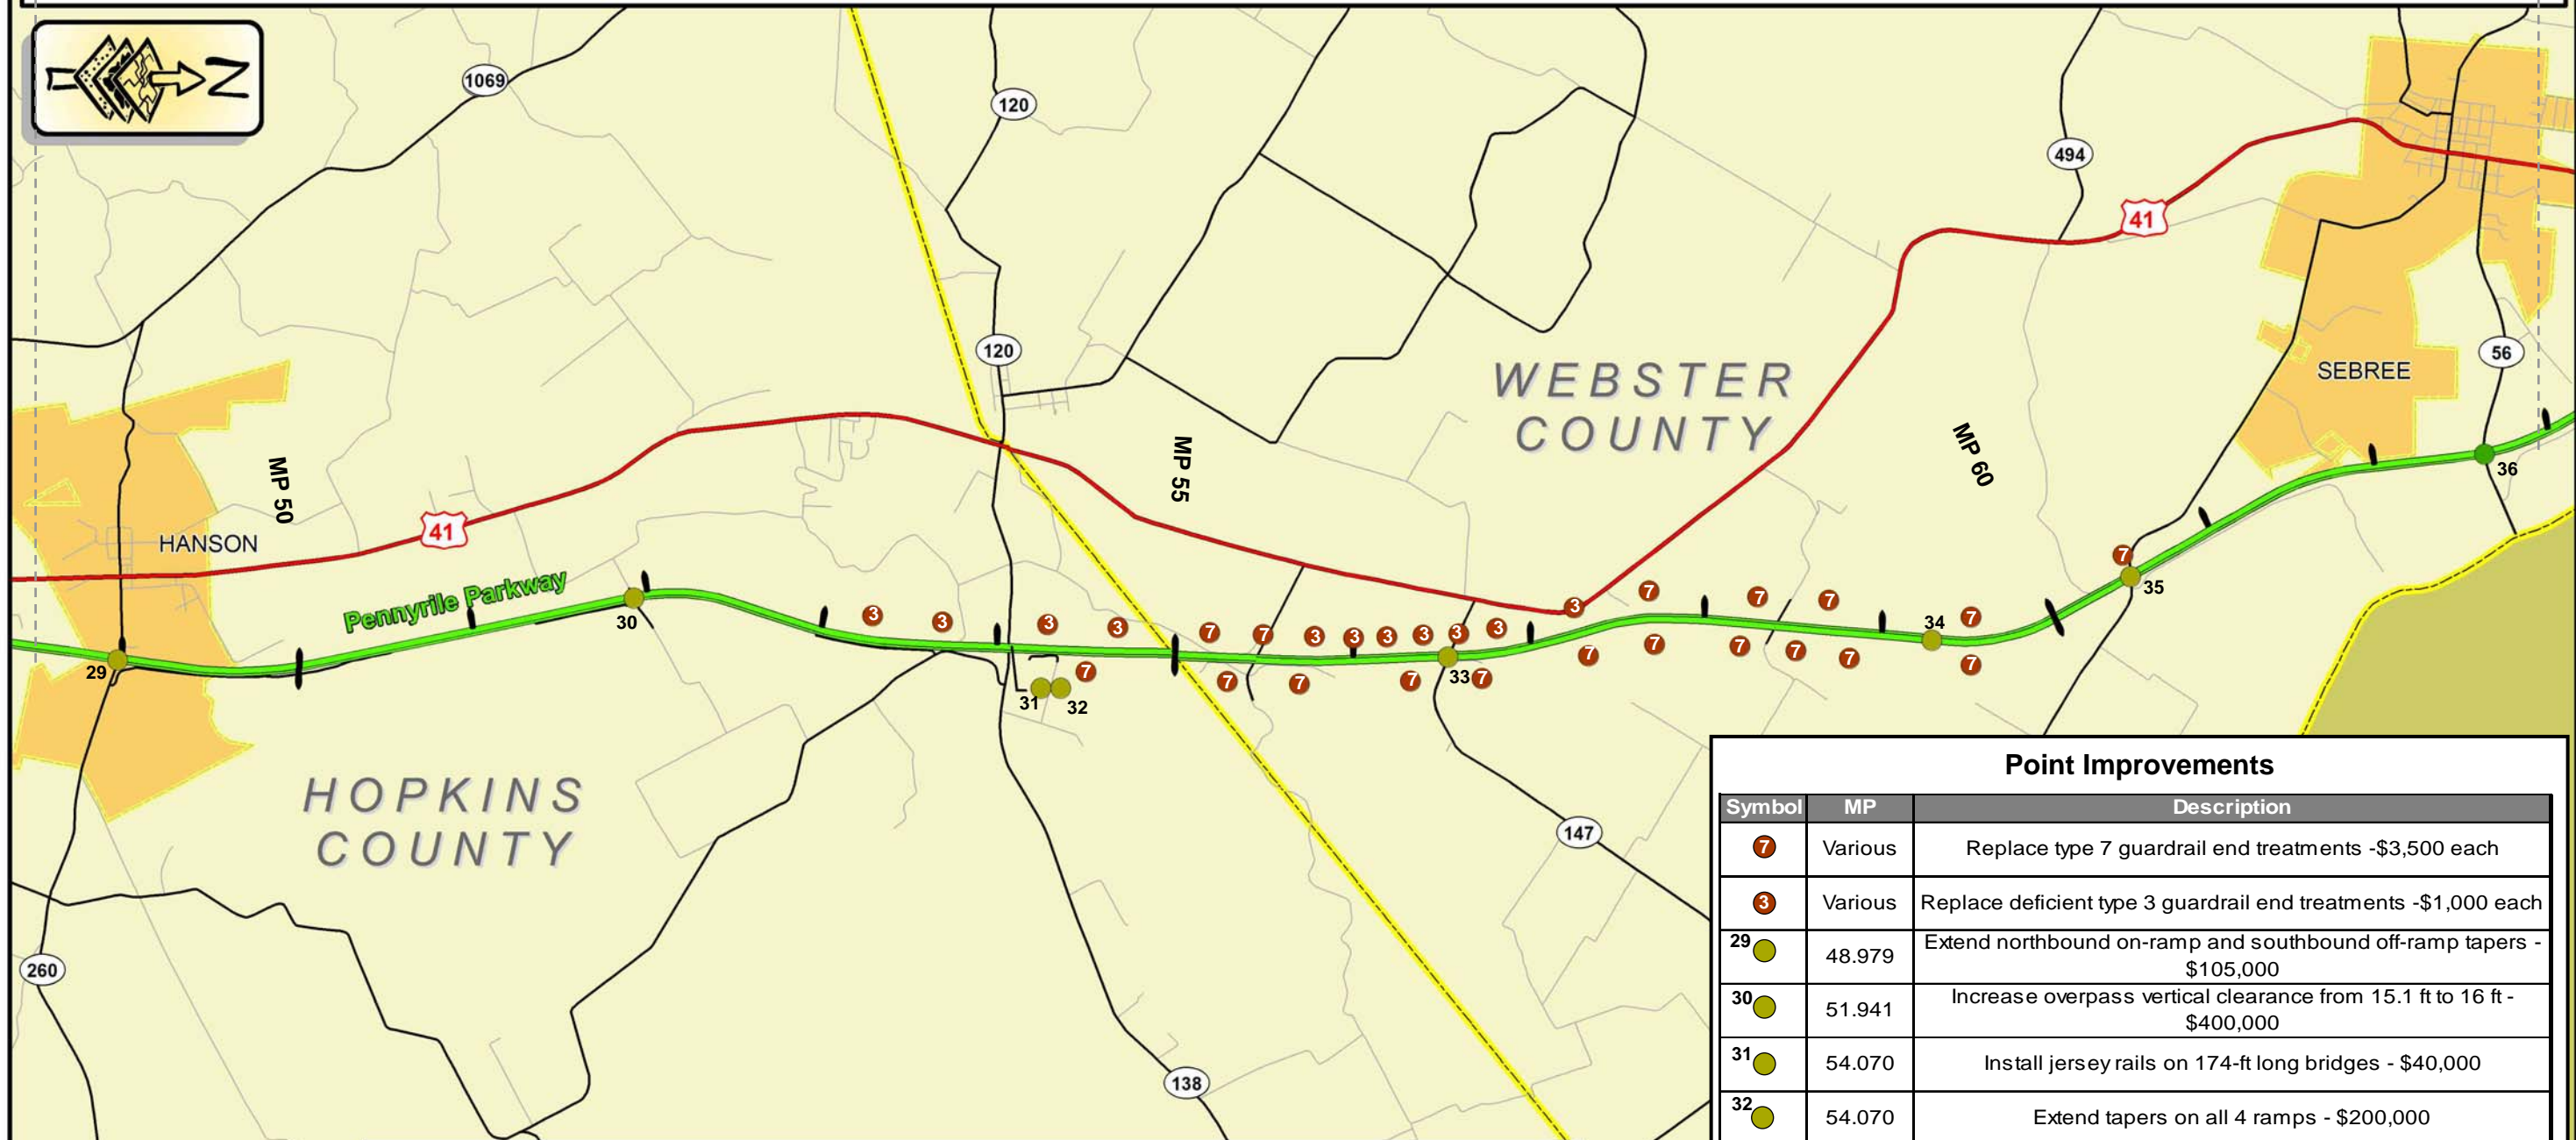 N
1069
120
494
41
120
56
WEBSTER
COUNTY
SEBREE
MP 50
MP 55
MP 60
36
HANSON
41
Pennyrile Parkway
7
35
30
3
3
3
3
7
7
3
3
3
3
3
3
3
7
7
7
34
7
29
7
7
7
7
33
7
7
7
7
7
7
7
7
31
32
HOPKINS
COUNTY
147
260
138
Point Improvements
Symbol MP Description
7 Various Replace type 7 guardrail end treatments -$3,500 each
3 Various Replace deficient type 3 guardrail end treatments -$1,000 each
29 48.979 Extend northbound on-ramp and southbound off-ramp tapers -
$105,000
30 51.941 Increase overpass vertical clearance from 15.1 ft to 16 ft -
$400,000
31 54.070 Install jersey rails on 174-ft long bridges - $40,000
32 54.070 Extend tapers on all 4 ramps - $200,000